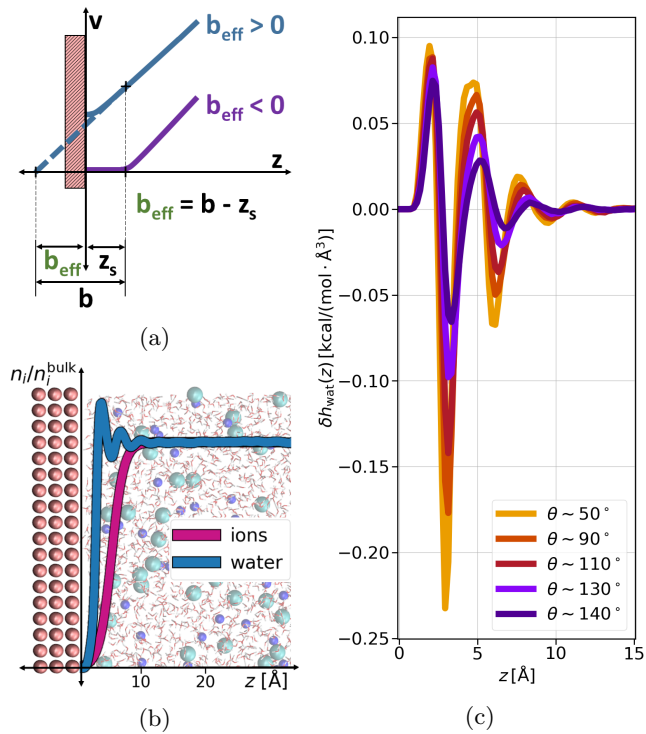 v
b_eff > 0
b_eff < 0
z
b_eff = b - z_s
b_eff
z_s
b
(a)
n_i/n_i^bulk
ions
water
10
20
z [Å]
(b)
0.10
0.05
0.00
−0.05
−0.10
−0.15
−0.20
−0.25
δh_wat(z) [kcal/(mol · Å³)]
θ ~ 50°
θ ~ 90°
θ ~ 110°
θ ~ 130°
θ ~ 140°
0
5
10
15
z [Å]
(c)